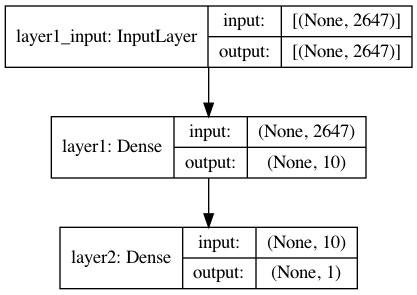 layer1_input: InputLayer
input:
[(None, 2647)]
output:
[(None, 2647)]
layer1: Dense
input:
(None, 2647)
output:
(None, 10)
layer2: Dense
input:
(None, 10)
output:
(None, 1)